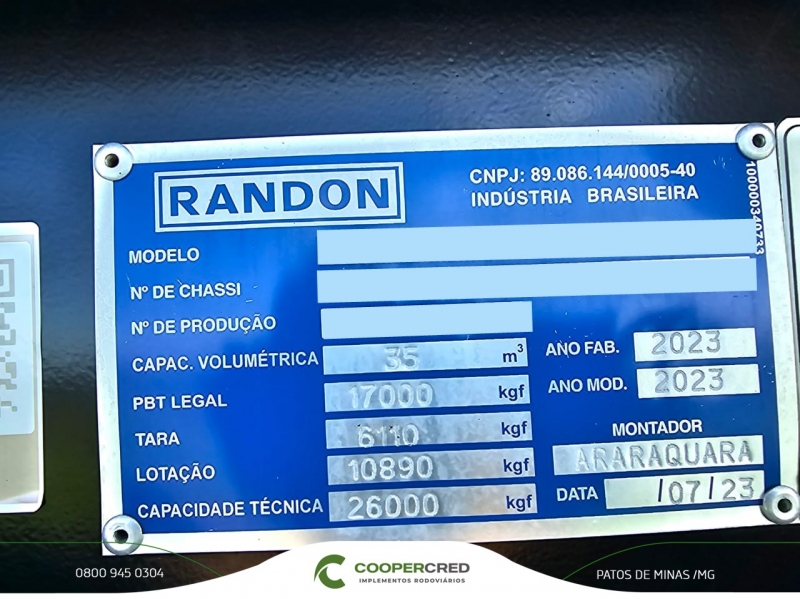 RANDON
CNPJ: 89.086.144/0005-40
INDÚSTRIA BRASILEIRA
100000340733
MODELO
Nº DE CHASSI
Nº DE PRODUÇÃO
CAPAC. VOLUMÉTRICA 35 m³ ANO FAB. 2023
PBT LEGAL 17000 kgf ANO MOD. 2023
TARA 6110 kgf MONTADOR
LOTAÇÃO 10890 kgf ARARAQUARA
CAPACIDADE TÉCNICA 26000 kgf DATA /07/23
0800 945 0304
COOPERCRED
IMPLEMENTOS RODOVIÁRIOS
PATOS DE MINAS /MG